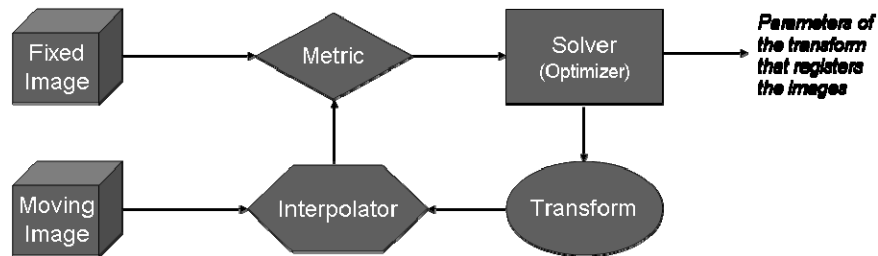 Fixed
Image
Metric
Solver
(Optimizer)
Parameters of
the transform
that registers
the images
Moving
Image
Interpolator
Transform